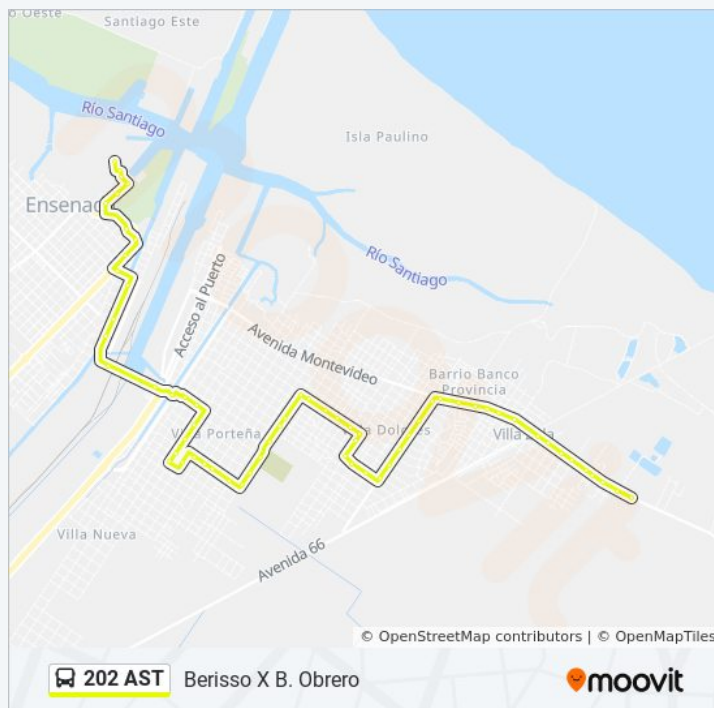 o Oeste
Santiago Este
Río Santiago
Isla Paulino
Ensenad
Río Santiago
Acceso al Puerto
Avenida Montevideo
Barrio Banco
Provincia
Villa Porteña
Dolores
Villa
Villa Nueva
Avenida 66
© OpenStreetMap contributors | © OpenMapTiles
202 AST Berisso X B. Obrero moovit